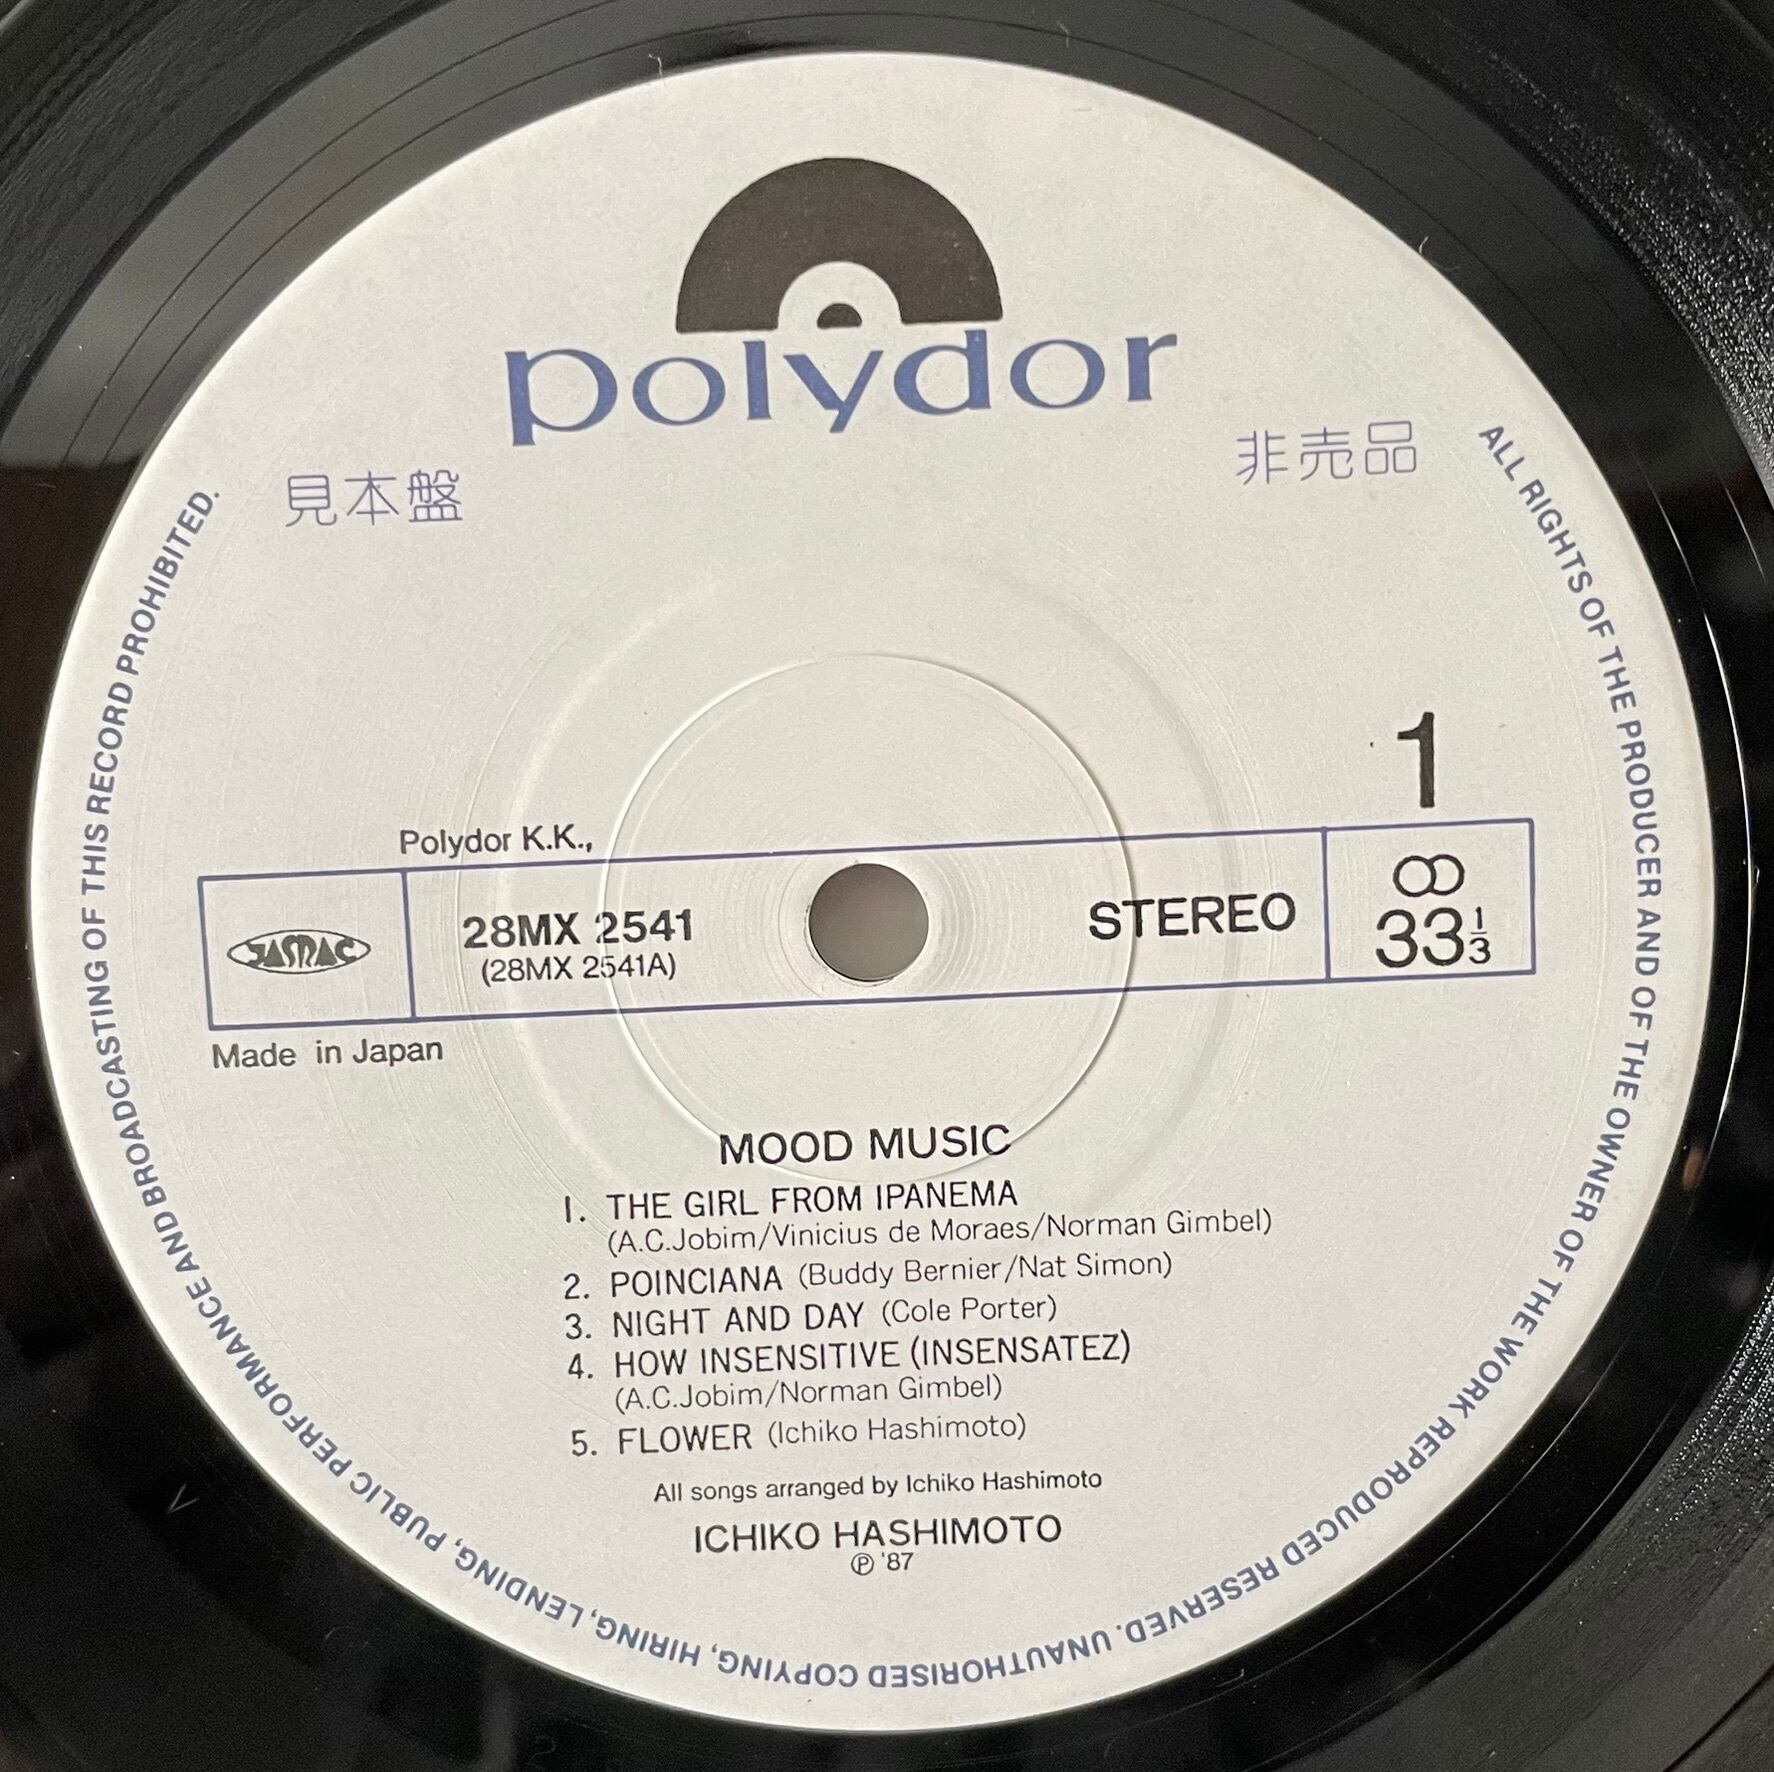 polydor
見本盤
非売品
1
Polydor K.K.,
JASRAC
28MX 2541
(28MX 2541A)
STEREO
33 1/3
Made in Japan
MOOD MUSIC
1. THE GIRL FROM IPANEMA
(A.C.Jobim/Vinicius de Moraes/Norman Gimbel)
2. POINCIANA (Buddy Bernier/Nat Simon)
3. NIGHT AND DAY (Cole Porter)
4. HOW INSENSITIVE (INSENSATEZ)
(A.C.Jobim/Norman Gimbel)
5. FLOWER (Ichiko Hashimoto)
All songs arranged by Ichiko Hashimoto
ICHIKO HASHIMOTO
℗ '87
ALL RIGHTS OF THE PRODUCER AND OF THE OWNER OF THE WORK REPRODUCED RESERVED. UNAUTHORISED COPYING, HIRING, LENDING, PUBLIC PERFORMANCE AND BROADCASTING OF THIS RECORD PROHIBITED.